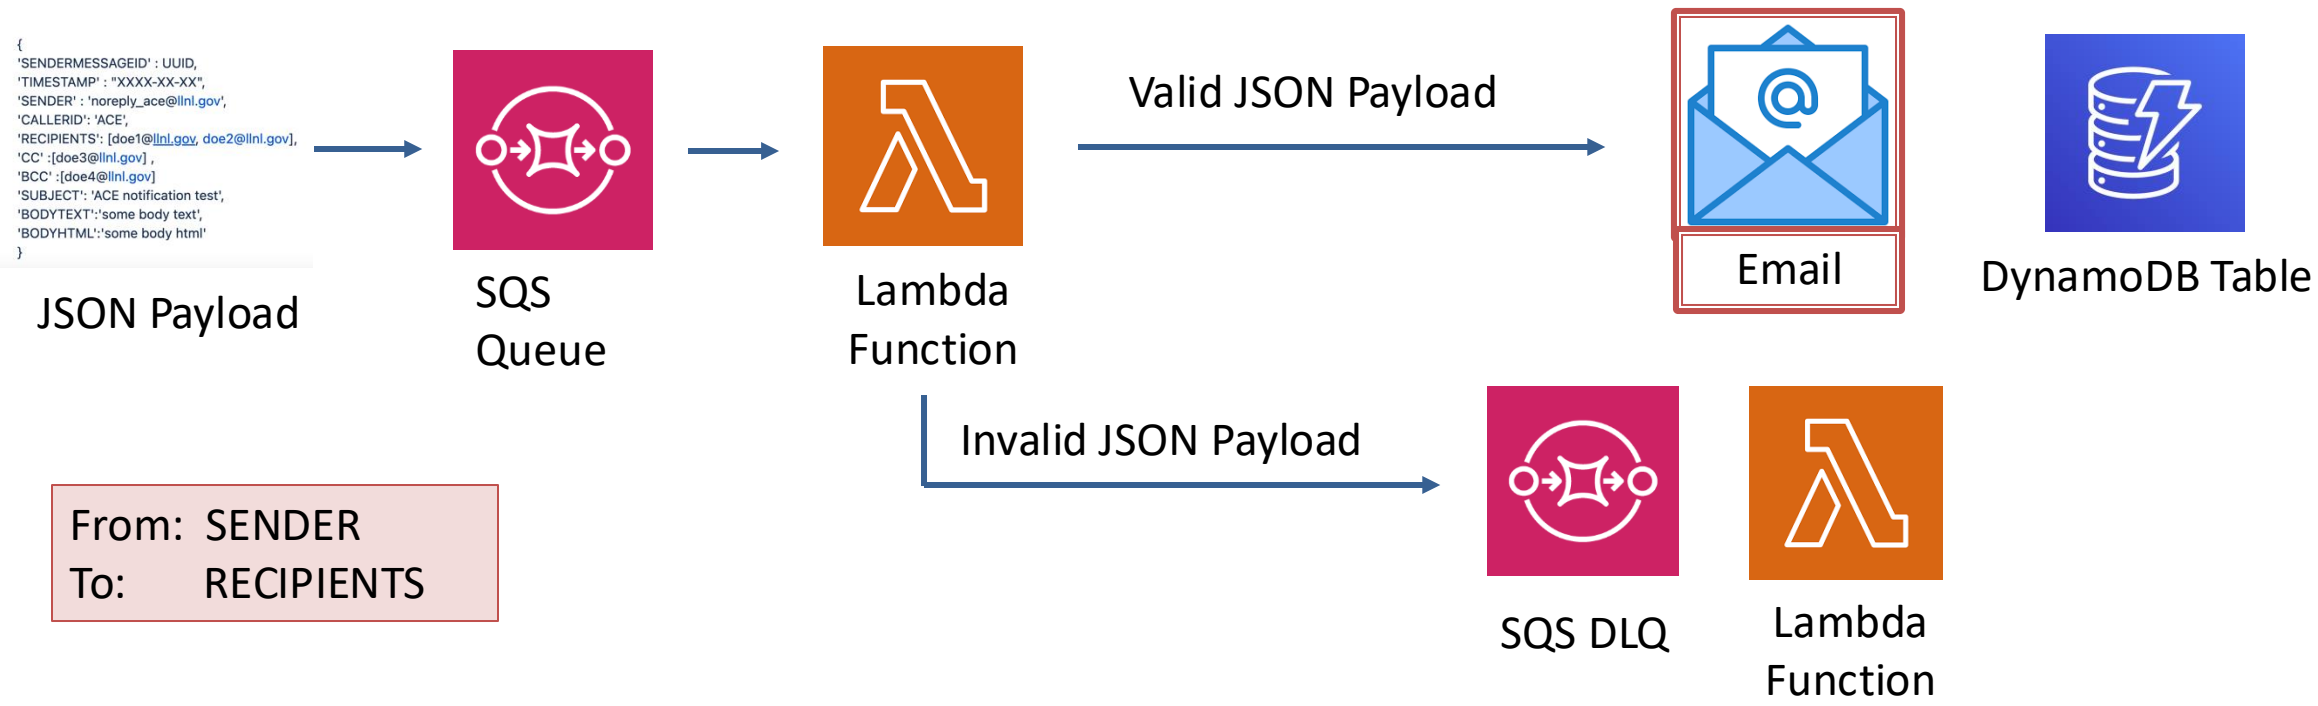 {
'SENDERMESSAGEID' : UUID,
'TIMESTAMP' : "XXXX-XX-XX",
'SENDER' : 'noreply_ace@llnl.gov',
'CALLERID': 'ACE',
'RECIPIENTS': [doe1@llnl.gov, doe2@llnl.gov],
'CC' :[doe3@llnl.gov] ,
'BCC' :[doe4@llnl.gov]
'SUBJECT': 'ACE notification test',
'BODYTEXT':'some body text',
'BODYHTML':'some body html'
}
JSON Payload
SQS
Queue
Lambda
Function
Valid JSON Payload
Email
DynamoDB Table
Invalid JSON Payload
SQS DLQ
Lambda
Function
From: SENDER
To: RECIPIENTS